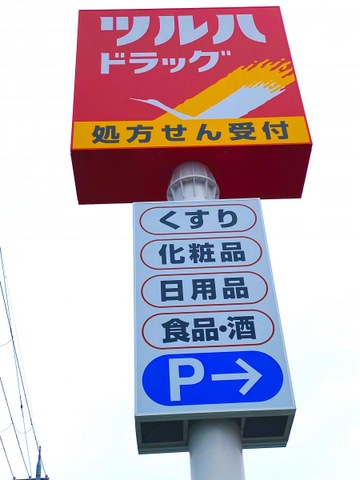 ツルハ
ドラッグ
処方せん受付
くすり
化粧品
日用品
食品・酒
P→